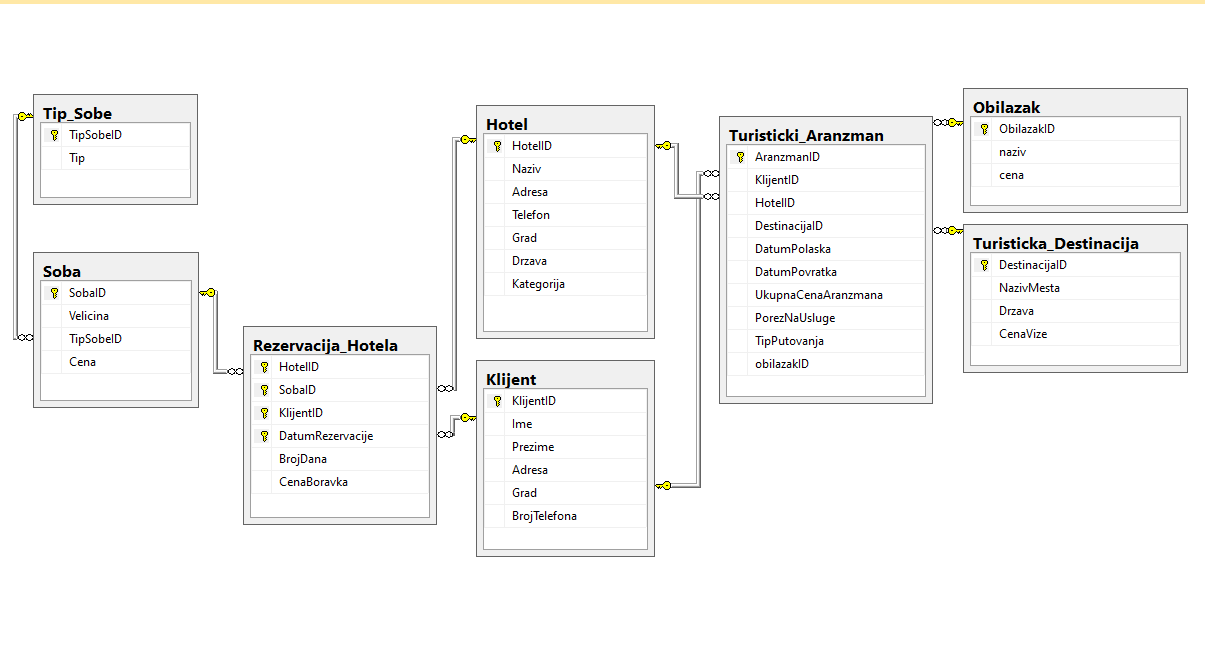 Tip_Sobe
TipSobeID
Tip
Soba
SobaID
Velicina
TipSobeID
Cena
Rezervacija_Hotela
HotelID
SobaID
KlijentID
DatumRezervacije
BrojDana
CenaBoravka
Hotel
HotelID
Naziv
Adresa
Telefon
Grad
Drzava
Kategorija
Klijent
KlijentID
Ime
Prezime
Adresa
Grad
BrojTelefona
Turisticki_Aranzman
AranzmanID
KlijentID
HotelID
DestinacijaID
DatumPolaska
DatumPovratka
UkupnaCenaAranzmana
PorezNaUsluge
TipPutovanja
obilazakID
Obilazak
ObilazakID
naziv
cena
Turisticka_Destinacija
DestinacijaID
NazivMesta
Drzava
CenaVize